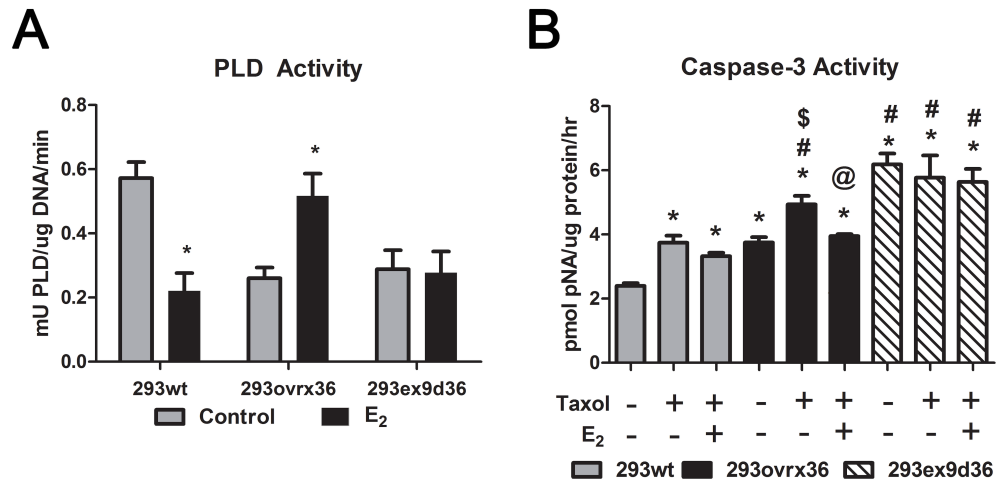 A
PLD Activity
mU PLD/ug DNA/min
0.8
0.6
0.4
0.2
0.0
*
*
293wt 293ovrx36 293ex9d36
Control E2
B
Caspase-3 Activity
pmol pNA/ug protein/hr
8
6
4
2
0
*
*
*
$
#
*
@
*
#
*
#
*
#
*
Taxol - + + - + + - + +
E2 - - + - - + - - +
293wt 293ovrx36 293ex9d36